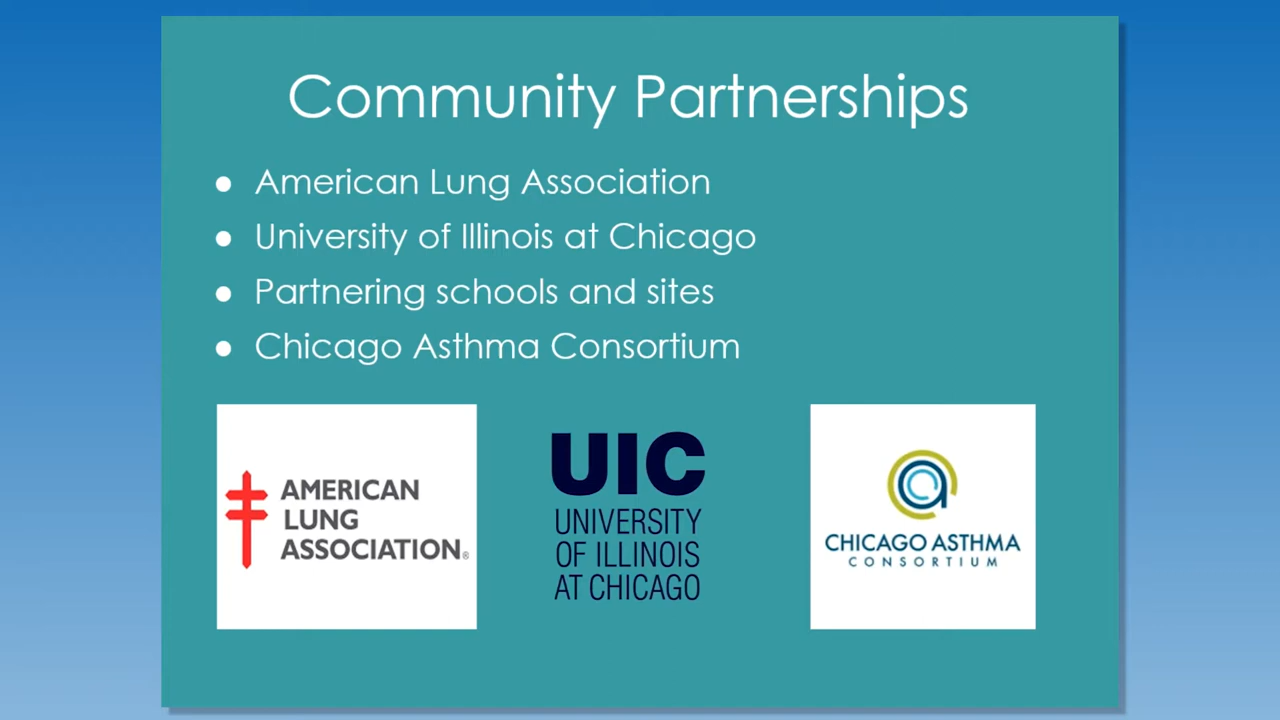 Community Partnerships
● American Lung Association
● University of Illinois at Chicago
● Partnering schools and sites
● Chicago Asthma Consortium
AMERICAN
LUNG
ASSOCIATION®
UIC
UNIVERSITY
OF ILLINOIS
AT CHICAGO
CHICAGO ASTHMA
CONSORTIUM